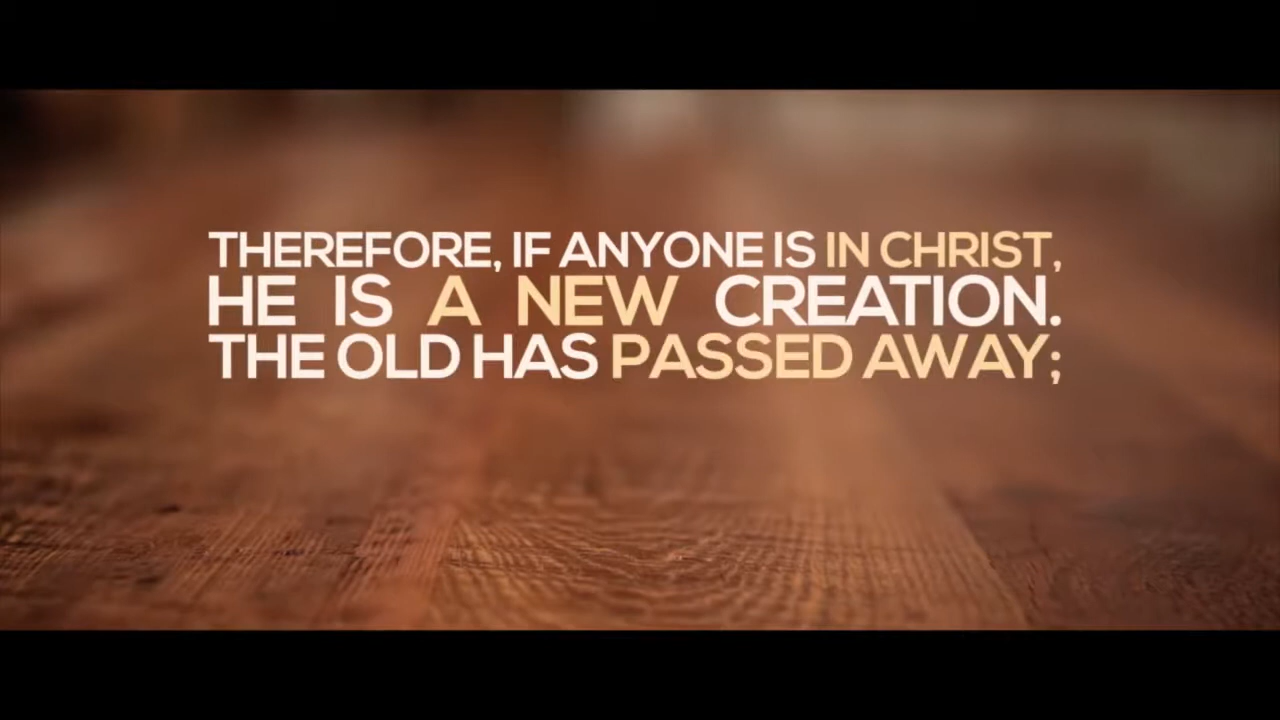 THEREFORE, IF ANYONE IS IN CHRIST,
HE IS A NEW CREATION.
THE OLD HAS PASSED AWAY;